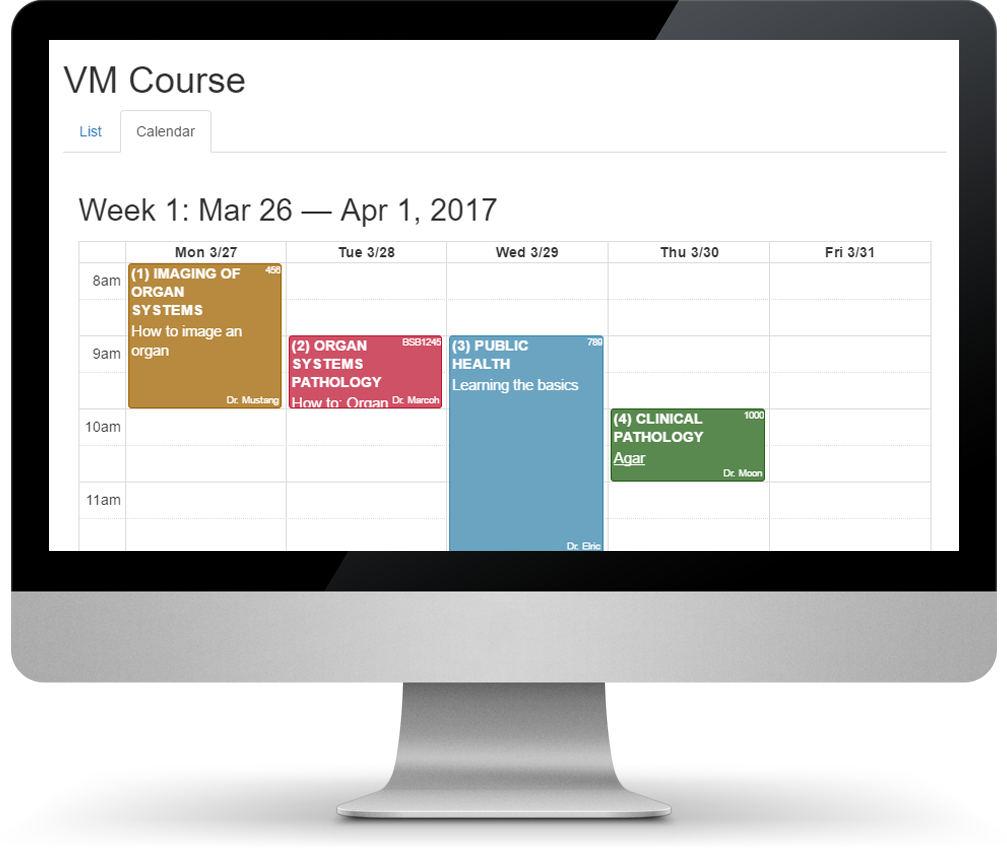 VM Course
List Calendar
Week 1: Mar 26 — Apr 1, 2017
Mon 3/27 Tue 3/28 Wed 3/29 Thu 3/30 Fri 3/31
8am
9am
10am
11am
(1) IMAGING OF 456
ORGAN
SYSTEMS
How to image an
organ
Dr. Mustang
(2) ORGAN BSB1245
SYSTEMS
PATHOLOGY
How to: Organ Dr. Marcoh
(3) PUBLIC 789
HEALTH
Learning the basics
Dr. Elric
(4) CLINICAL 1000
PATHOLOGY
Agar
Dr. Moon